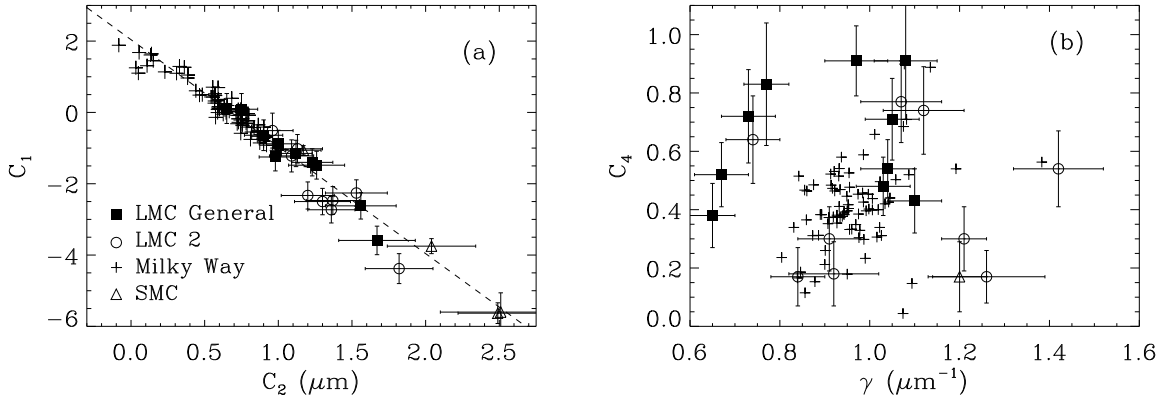 (a)
C₁
2
0
-2
-4
-6
LMC General
LMC 2
Milky Way
SMC
0.0 0.5 1.0 1.5 2.0 2.5
C₂ (μm)
(b)
C₄
1.0
0.8
0.6
0.4
0.2
0.0
0.6 0.8 1.0 1.2 1.4 1.6
γ (μm⁻¹)